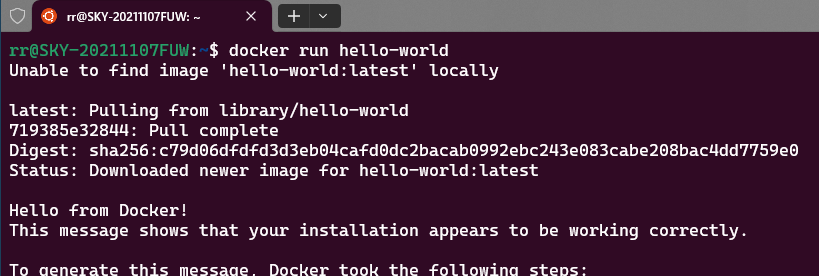 rr@SKY-20211107FUW: ~
rr@SKY-20211107FUW:~$ docker run hello-world
Unable to find image 'hello-world:latest' locally
latest: Pulling from library/hello-world
719385e32844: Pull complete
Digest: sha256:c79d06dfdfd3d3eb04cafd0dc2bacab0992ebc243e083cabe208bac4dd7759e0
Status: Downloaded newer image for hello-world:latest
Hello from Docker!
This message shows that your installation appears to be working correctly.
To generate this message, Docker took the following steps: